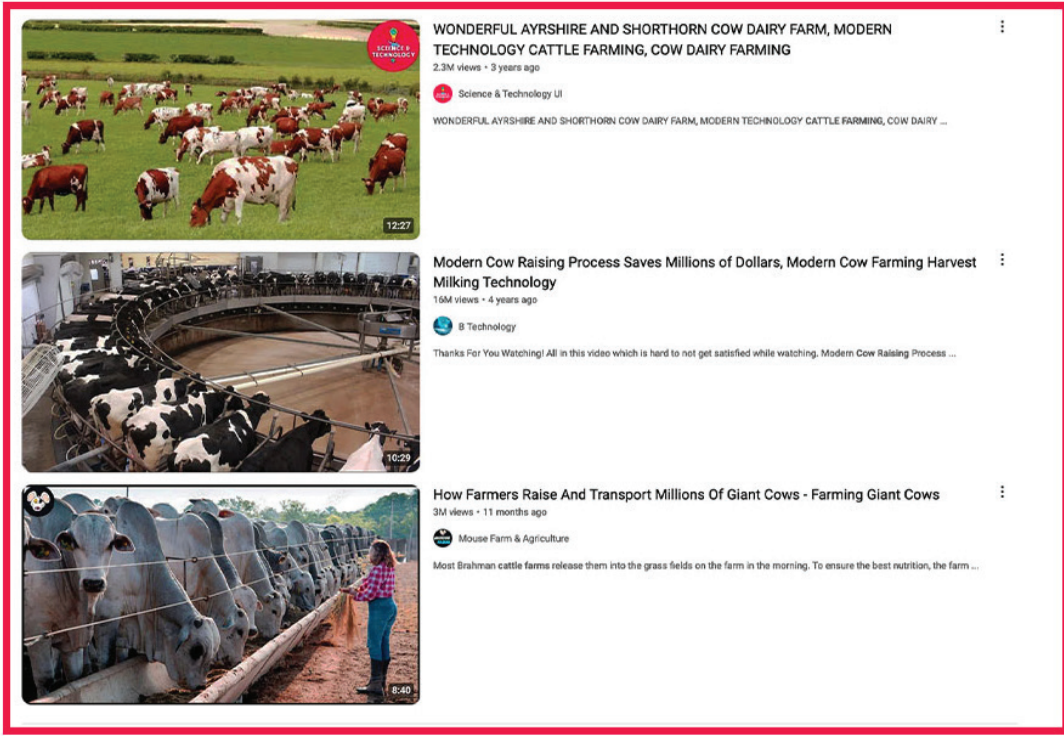 SCIENCE &
TECHNOLOGY
12:27
WONDERFUL AYRSHIRE AND SHORTHORN COW DAIRY FARM, MODERN
TECHNOLOGY CATTLE FARMING, COW DAIRY FARMING
2.3M views • 3 years ago
Science & Technology UI
WONDERFUL AYRSHIRE AND SHORTHORN COW DAIRY FARM, MODERN TECHNOLOGY CATTLE FARMING, COW DAIRY ...
10:29
Modern Cow Raising Process Saves Millions of Dollars, Modern Cow Farming Harvest
Milking Technology
16M views • 4 years ago
B Technology
Thanks For You Watching! All in this video which is hard to not get satisfied while watching. Modern Cow Raising Process ...
8:40
How Farmers Raise And Transport Millions Of Giant Cows - Farming Giant Cows
3M views • 11 months ago
Mouse Farm & Agriculture
Most Brahman cattle farms release them into the grass fields on the farm in the morning. To ensure the best nutrition, the farm ...